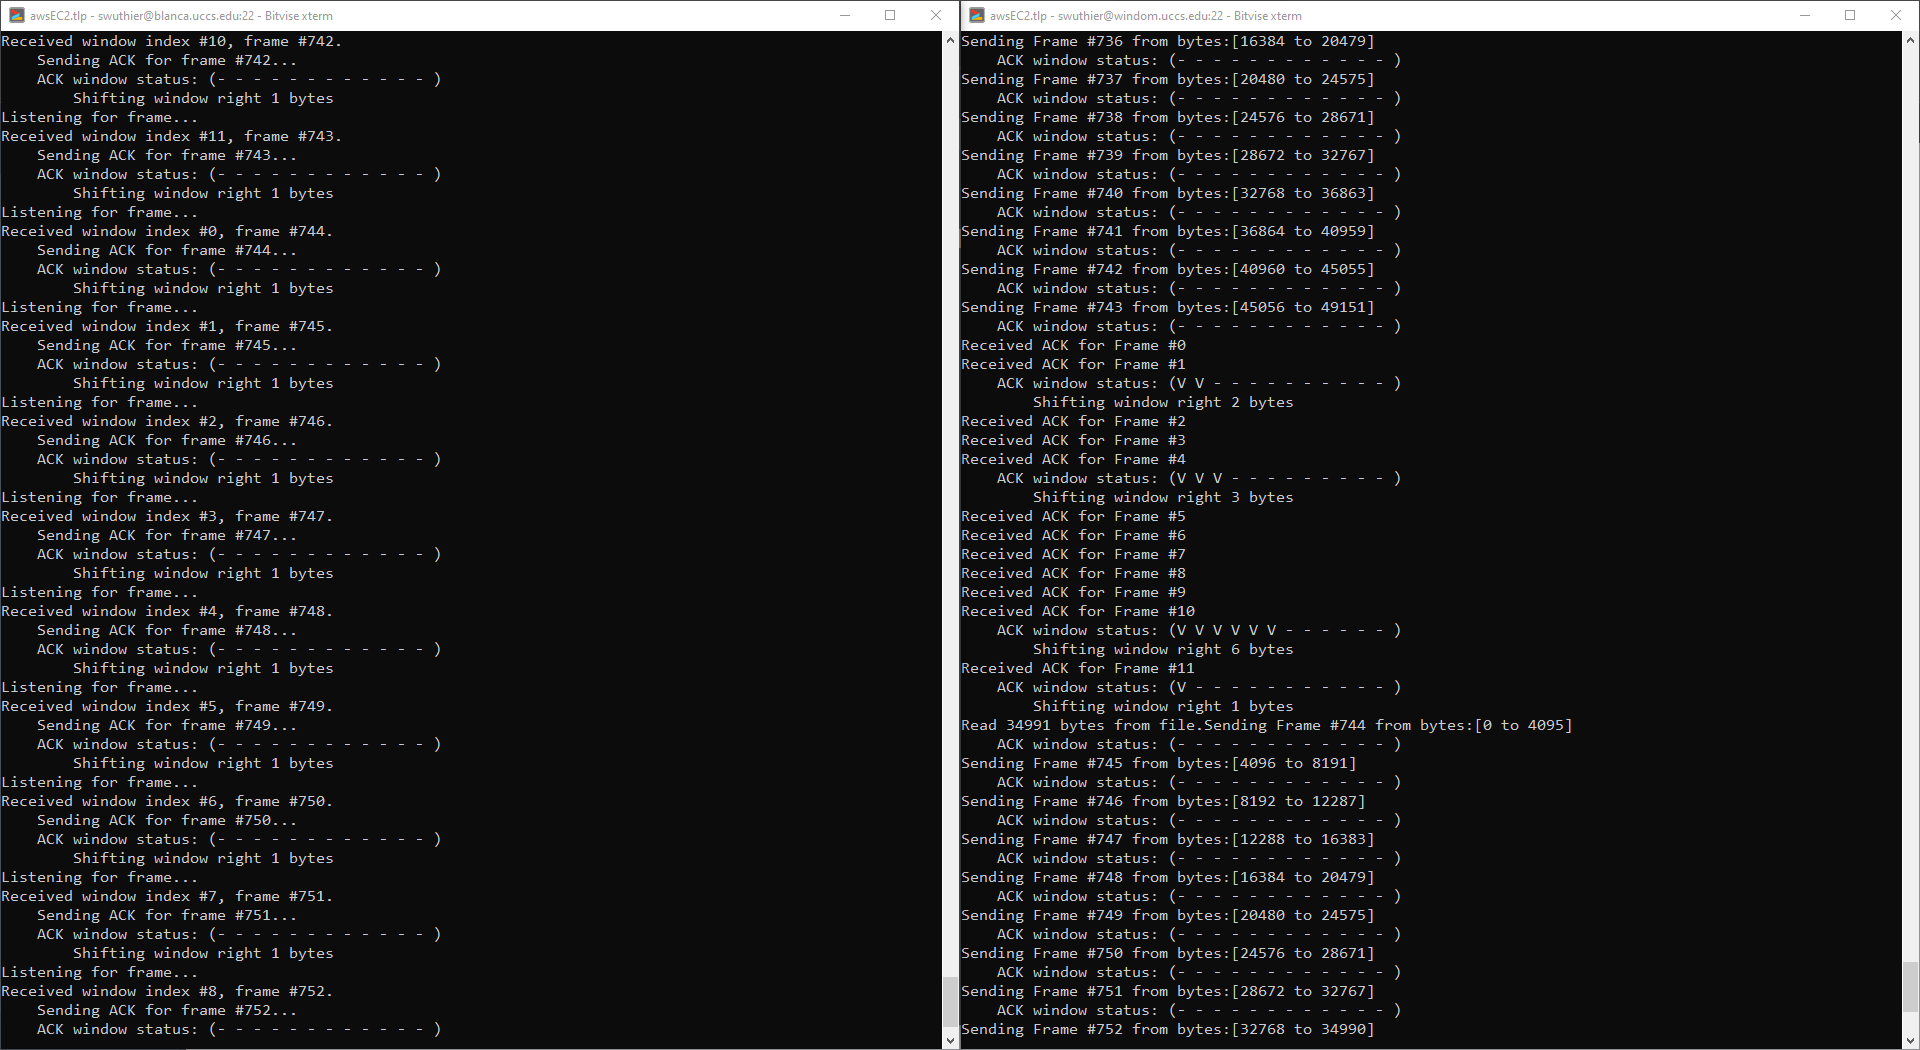 awsEC2.tlp - swuthier@blanca.uccs.edu:22 - Bitvise xterm
Received window index #10, frame #742.
    Sending ACK for frame #742...
    ACK window status: (- - - - - - - - - - - - )
        Shifting window right 1 bytes
Listening for frame...
Received window index #11, frame #743.
    Sending ACK for frame #743...
    ACK window status: (- - - - - - - - - - - - )
        Shifting window right 1 bytes
Listening for frame...
Received window index #0, frame #744.
    Sending ACK for frame #744...
    ACK window status: (- - - - - - - - - - - - )
        Shifting window right 1 bytes
Listening for frame...
Received window index #1, frame #745.
    Sending ACK for frame #745...
    ACK window status: (- - - - - - - - - - - - )
        Shifting window right 1 bytes
Listening for frame...
Received window index #2, frame #746.
    Sending ACK for frame #746...
    ACK window status: (- - - - - - - - - - - - )
        Shifting window right 1 bytes
Listening for frame...
Received window index #3, frame #747.
    Sending ACK for frame #747...
    ACK window status: (- - - - - - - - - - - - )
        Shifting window right 1 bytes
Listening for frame...
Received window index #4, frame #748.
    Sending ACK for frame #748...
    ACK window status: (- - - - - - - - - - - - )
        Shifting window right 1 bytes
Listening for frame...
Received window index #5, frame #749.
    Sending ACK for frame #749...
    ACK window status: (- - - - - - - - - - - - )
        Shifting window right 1 bytes
Listening for frame...
Received window index #6, frame #750.
    Sending ACK for frame #750...
    ACK window status: (- - - - - - - - - - - - )
        Shifting window right 1 bytes
Listening for frame...
Received window index #7, frame #751.
    Sending ACK for frame #751...
    ACK window status: (- - - - - - - - - - - - )
        Shifting window right 1 bytes
Listening for frame...
Received window index #8, frame #752.
    Sending ACK for frame #752...
    ACK window status: (- - - - - - - - - - - - )
awsEC2.tlp - swuthier@windom.uccs.edu:22 - Bitvise xterm
Sending Frame #736 from bytes:[16384 to 20479]
    ACK window status: (- - - - - - - - - - - - )
Sending Frame #737 from bytes:[20480 to 24575]
    ACK window status: (- - - - - - - - - - - - )
Sending Frame #738 from bytes:[24576 to 28671]
    ACK window status: (- - - - - - - - - - - - )
Sending Frame #739 from bytes:[28672 to 32767]
    ACK window status: (- - - - - - - - - - - - )
Sending Frame #740 from bytes:[32768 to 36863]
    ACK window status: (- - - - - - - - - - - - )
Sending Frame #741 from bytes:[36864 to 40959]
    ACK window status: (- - - - - - - - - - - - )
Sending Frame #742 from bytes:[40960 to 45055]
    ACK window status: (- - - - - - - - - - - - )
Sending Frame #743 from bytes:[45056 to 49151]
    ACK window status: (- - - - - - - - - - - - )
Received ACK for Frame #0
Received ACK for Frame #1
    ACK window status: (V V - - - - - - - - - - )
        Shifting window right 2 bytes
Received ACK for Frame #2
Received ACK for Frame #3
Received ACK for Frame #4
    ACK window status: (V V V - - - - - - - - - )
        Shifting window right 3 bytes
Received ACK for Frame #5
Received ACK for Frame #6
Received ACK for Frame #7
Received ACK for Frame #8
Received ACK for Frame #9
Received ACK for Frame #10
    ACK window status: (V V V V V V - - - - - - )
        Shifting window right 6 bytes
Received ACK for Frame #11
    ACK window status: (V - - - - - - - - - - - )
        Shifting window right 1 bytes
Read 34991 bytes from file.Sending Frame #744 from bytes:[0 to 4095]
    ACK window status: (- - - - - - - - - - - - )
Sending Frame #745 from bytes:[4096 to 8191]
    ACK window status: (- - - - - - - - - - - - )
Sending Frame #746 from bytes:[8192 to 12287]
    ACK window status: (- - - - - - - - - - - - )
Sending Frame #747 from bytes:[12288 to 16383]
    ACK window status: (- - - - - - - - - - - - )
Sending Frame #748 from bytes:[16384 to 20479]
    ACK window status: (- - - - - - - - - - - - )
Sending Frame #749 from bytes:[20480 to 24575]
    ACK window status: (- - - - - - - - - - - - )
Sending Frame #750 from bytes:[24576 to 28671]
    ACK window status: (- - - - - - - - - - - - )
Sending Frame #751 from bytes:[28672 to 32767]
    ACK window status: (- - - - - - - - - - - - )
Sending Frame #752 from bytes:[32768 to 34990]